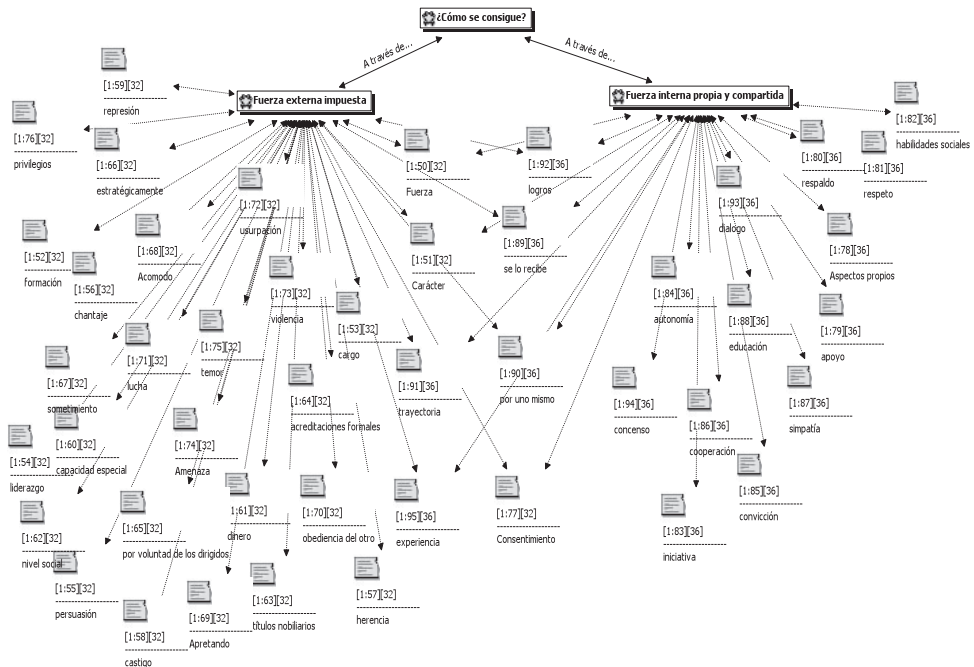 ¿Cómo se consigue?
A través de...
A través de...
Fuerza externa impuesta
Fuerza interna propia y compartida
[1:59][32]
represión
[1:76][32]
privilegios
[1:66][32]
estratégicamente
[1:50][32]
Fuerza
[1:92][36]
logros
[1:80][36]
respaldo
[1:82][36]
habilidades sociales
[1:81][36]
respeto
[1:72][32]
usurpación
[1:93][36]
dialógo
[1:52][32]
formación
[1:68][32]
Acomodo
[1:56][32]
chantaje
[1:51][32]
Carácter
[1:89][36]
se lo recibe
[1:78][36]
Aspectos propios
[1:73][32]
violencia
[1:53][32]
cargo
[1:84][36]
autonomía
[1:88][36]
educación
[1:79][36]
apoyo
[1:71][32]
lucha
[1:75][32]
temor
[1:67][32]
sometimiento
[1:64][32]
acreditaciones formales
[1:91][36]
trayectoria
[1:90][36]
por uno mismo
[1:94][36]
concenso
[1:86][36]
cooperación
[1:87][36]
simpatía
[1:54][32]
liderazgo
[1:60][32]
capacidad especial
[1:74][32]
Amenaza
[1:85][36]
convicción
[1:62][32]
nivel social
[1:65][32]
por voluntad de los dirigidos
[1:61][32]
dinero
[1:70][32]
obediencia del otro
[1:95][36]
experiencia
[1:77][32]
Consentimiento
[1:83][36]
iniciativa
[1:55][32]
persuasión
[1:58][32]
castigo
[1:69][32]
Apretando
[1:63][32]
títulos nobiliarios
[1:57][32]
herencia